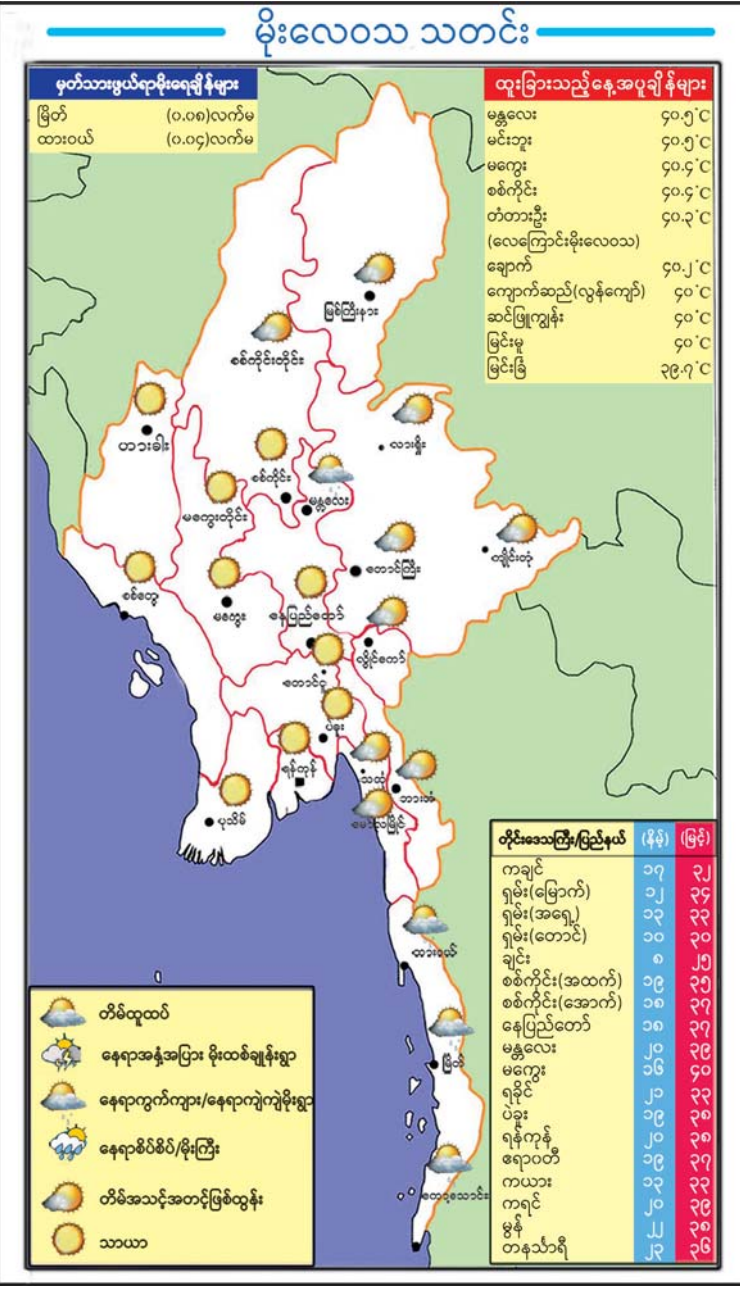 မိုးလေဝသ သတင်း
မှတ်သားဖွယ်ရာမိုးရေချိန်များ
မြိတ် (၀.၀၈)လက်မ
ထားဝယ် (၀.၀၄)လက်မ
ထူးခြားသည့်နေ့အပူချိန်များ
မန္တလေး ၄၀.၅°C
မင်းဘူး ၄၀.၅°C
မကွေး ၄၀.၄°C
စစ်ကိုင်း ၄၀.၄°C
တံတားဦး ၄၀.၃°C
(လေကြောင်းမိုးလေဝသ)
ချောက် ၄၀.၂°C
ကျောက်ဆည်(လွန်ကျော်) ၄၀°C
ဆင်ဖြူကျွန်း ၄၀°C
မြင်းမူ ၄၀°C
မြင်းခြံ ၃၉.၇°C
မြစ်ကြီးနား
စစ်ကိုင်းတိုင်း
ဟားခါး
လားရှိုး
စစ်ကိုင်း
မန္တလေး
မကွေးတိုင်း
ကျိုင်းတုံ
တောင်ကြီး
စစ်တွေ
မကွေး
နေပြည်တော်
လွိုင်ကော်
တောင်ငူ
ပဲခူး
ရန်ကုန်
သထုံ
ဘားအံ
ပုသိမ်
မော်လမြိုင်
ထားဝယ်
မြိတ်
ကော့သောင်း
တိမ်ထူထပ်
နေရာအနှံ့အပြား မိုးထစ်ချုန်းရွာ
နေရာကွက်ကျား/နေရာကျဲကျဲမိုးရွာ
နေရာစိပ်စိပ်/မိုးကြီး
တိမ်အသင့်အတင့်ဖြစ်ထွန်း
သာယာ
တိုင်းဒေသကြီး/ပြည်နယ် (နိမ့်) (မြင့်)
ကချင် ၁၇ ၃၂
ရှမ်း(မြောက်) ၁၂ ၃၄
ရှမ်း(အရှေ့) ၁၃ ၃၃
ရှမ်း(တောင်) ၁၀ ၃၀
ချင်း ၈ ၂၅
စစ်ကိုင်း(အထက်) ၁၉ ၃၅
စစ်ကိုင်း(အောက်) ၁၈ ၃၇
နေပြည်တော် ၁၈ ၃၇
မန္တလေး ၂၀ ၃၉
မကွေး ၁၆ ၄၀
ရခိုင် ၂၁ ၃၃
ပဲခူး ၁၉ ၃၈
ရန်ကုန် ၂၀ ၃၈
ဧရာဝတီ ၁၉ ၃၇
ကယား ၁၃ ၃၃
ကရင် ၂၀ ၃၉
မွန် ၂၂ ၃၈
တနင်္သာရီ ၂၃ ၃၆